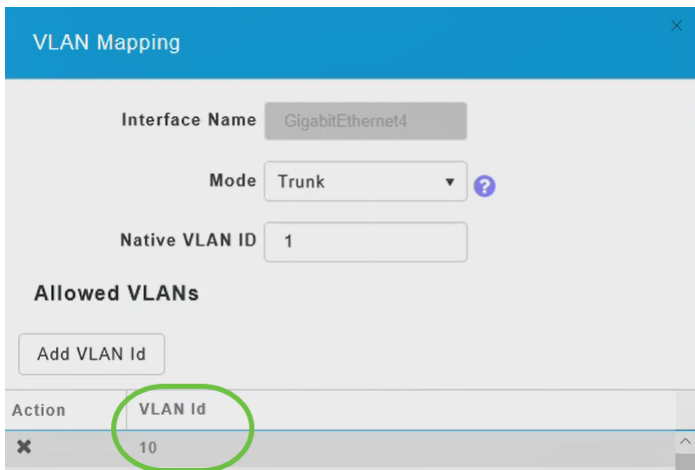 VLAN Mapping
Interface Name GigabitEthernet4
Mode Trunk ?
Native VLAN ID 1
Allowed VLANs
Add VLAN Id
Action VLAN Id
10